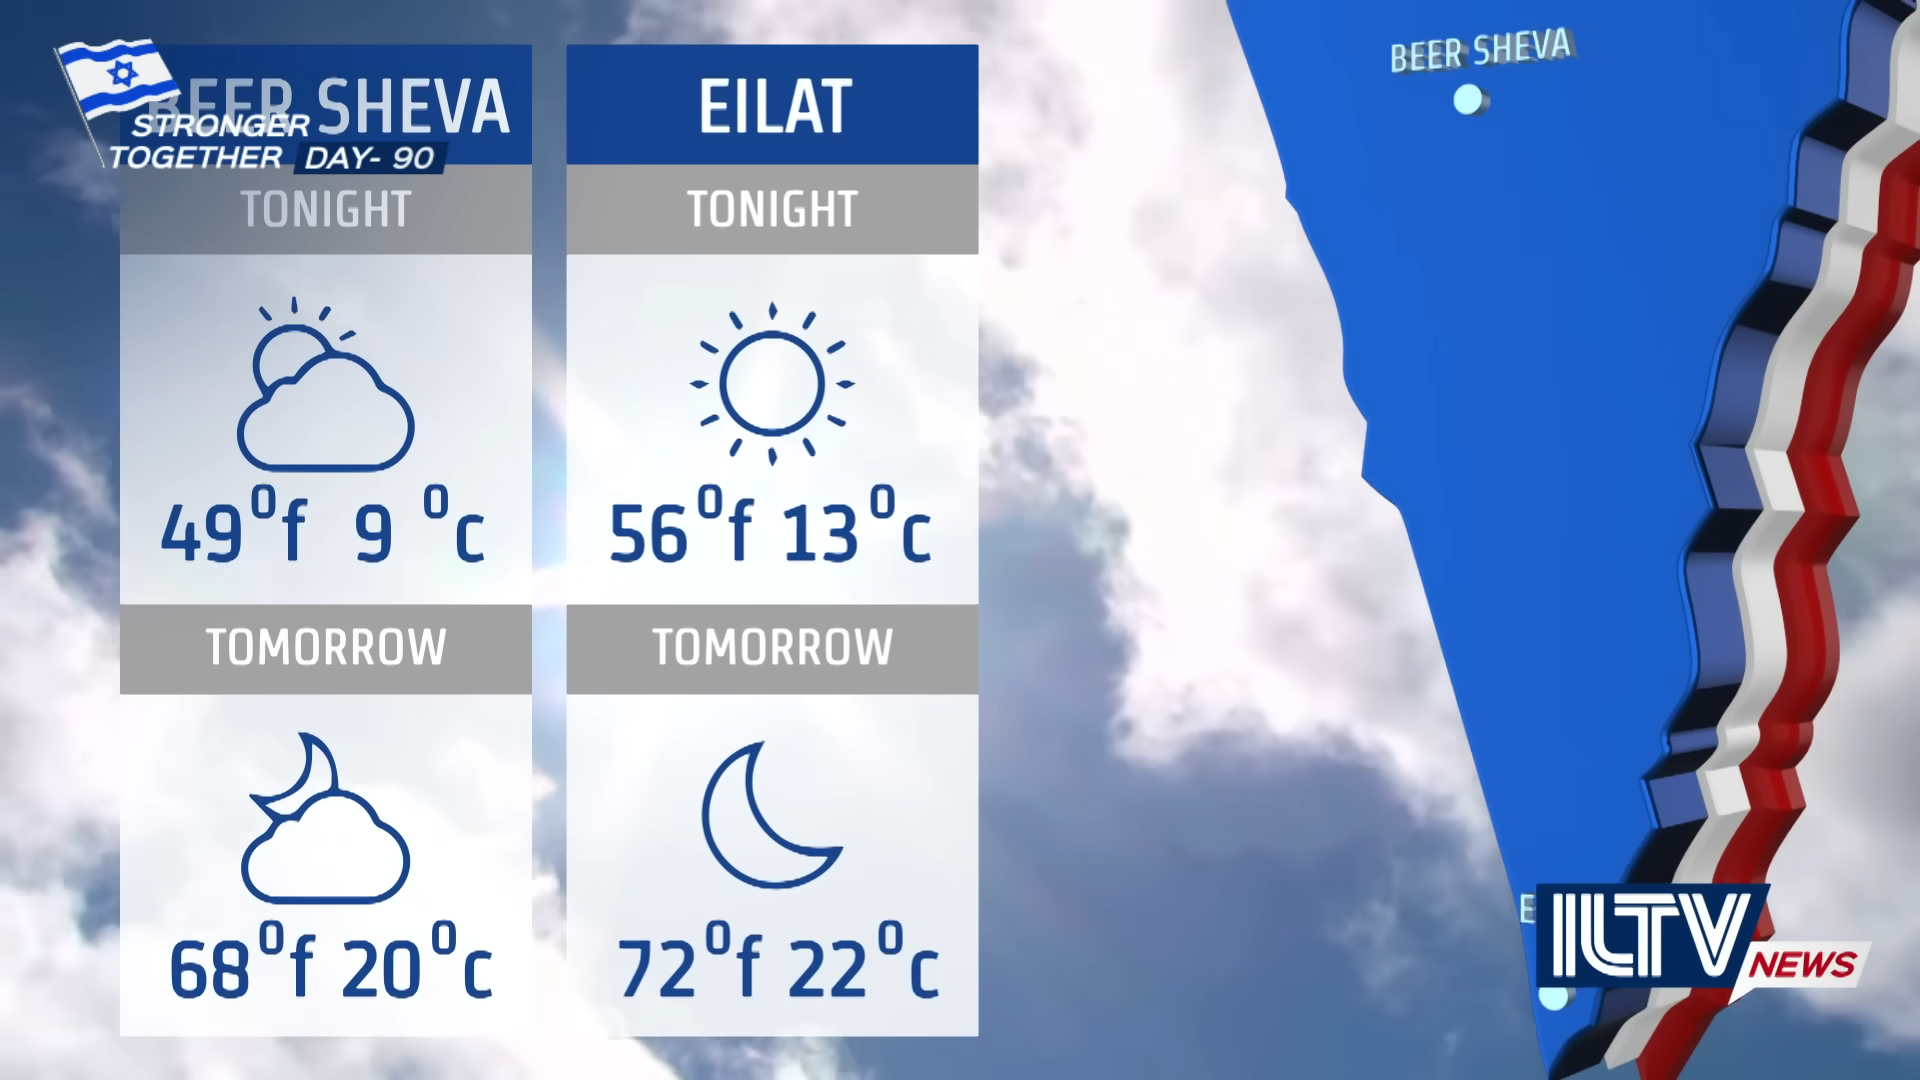 BEER SHEVA
STRONGER
TOGETHER DAY- 90
TONIGHT
49°f 9 °c
TOMORROW
68°f 20°c
EILAT
TONIGHT
56°f 13°c
TOMORROW
72°f 22°c
BEER SHEVA
ILTV
NEWS